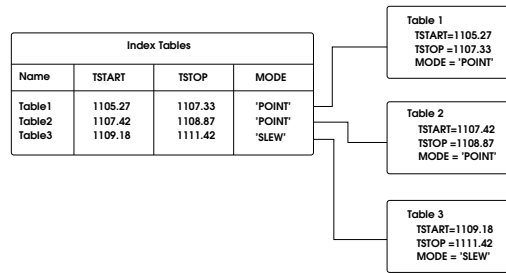 Index Tables
Name TSTART TSTOP MODE
Table1 1105.27 1107.33 'POINT'
Table2 1107.42 1108.87 'POINT'
Table3 1109.18 1111.42 'SLEW'
Table 1
TSTART=1105.27
TSTOP =1107.33
MODE = 'POINT'
Table 2
TSTART=1107.42
TSTOP =1108.87
MODE = 'POINT'
Table 3
TSTART=1109.18
TSTOP =1111.42
MODE = 'SLEW'